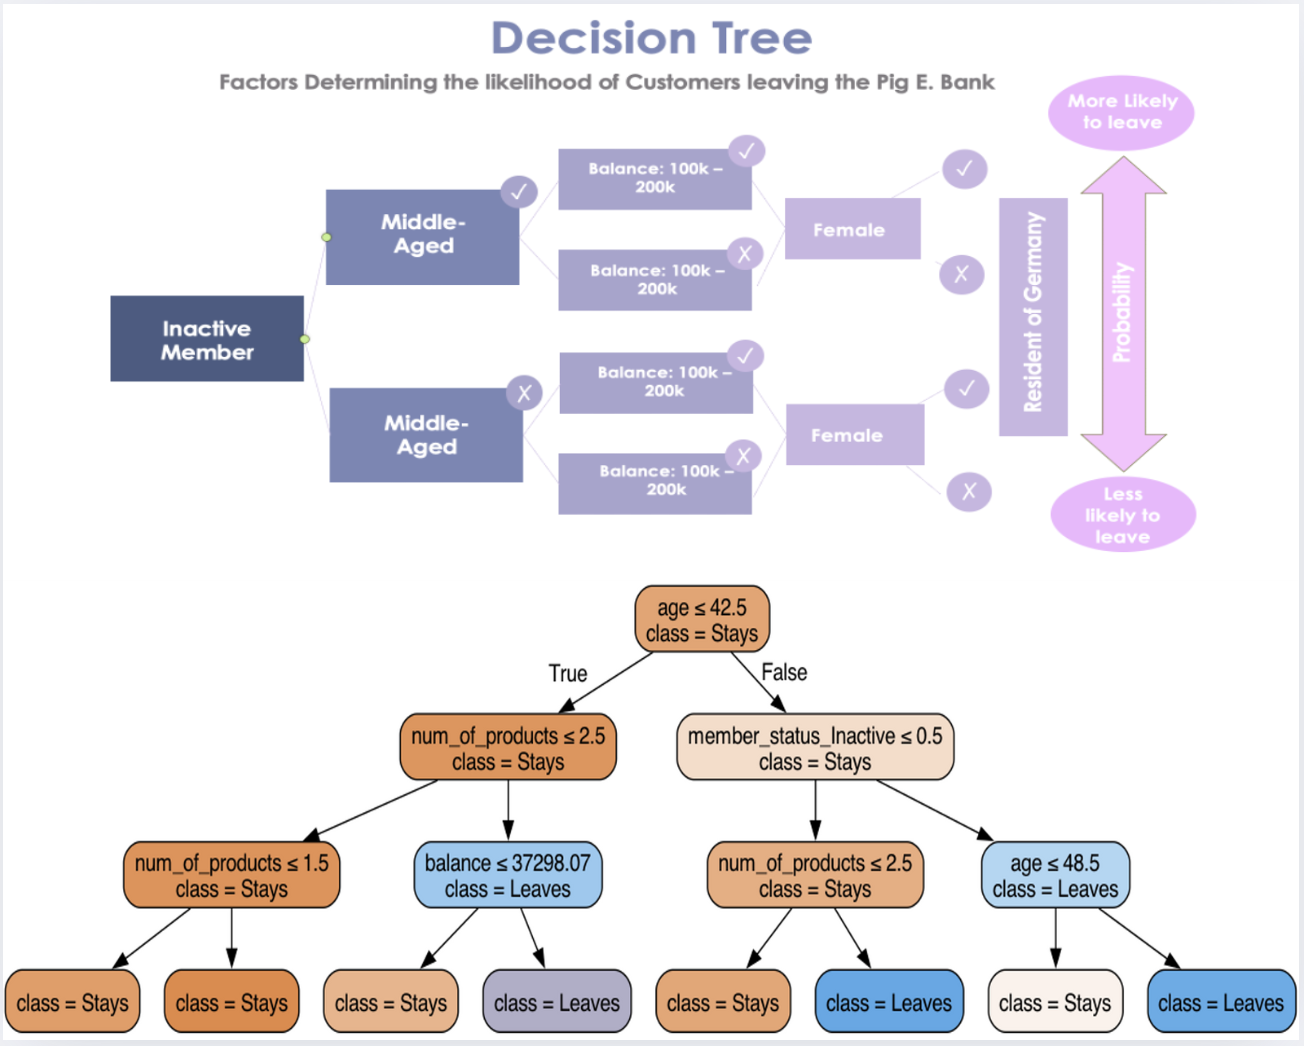 Decision Tree
Factors Determining the likelihood of Customers leaving the Pig E. Bank
More Likely
to leave
✓
Balance: 100k –
200k
✓
✓
Middle-
Aged
Female
X
Balance: 100k –
200k
X
Inactive
Member
Resident of Germany
Probability
✓
Balance: 100k –
200k
✓
X
Middle-
Aged
Female
X
Balance: 100k –
200k
X
Less
likely to
leave
age ≤ 42.5
class = Stays
True
False
num_of_products ≤ 2.5
class = Stays
member_status_Inactive ≤ 0.5
class = Stays
num_of_products ≤ 1.5
class = Stays
balance ≤ 37298.07
class = Leaves
num_of_products ≤ 2.5
class = Stays
age ≤ 48.5
class = Leaves
class = Stays
class = Stays
class = Stays
class = Leaves
class = Stays
class = Leaves
class = Stays
class = Leaves